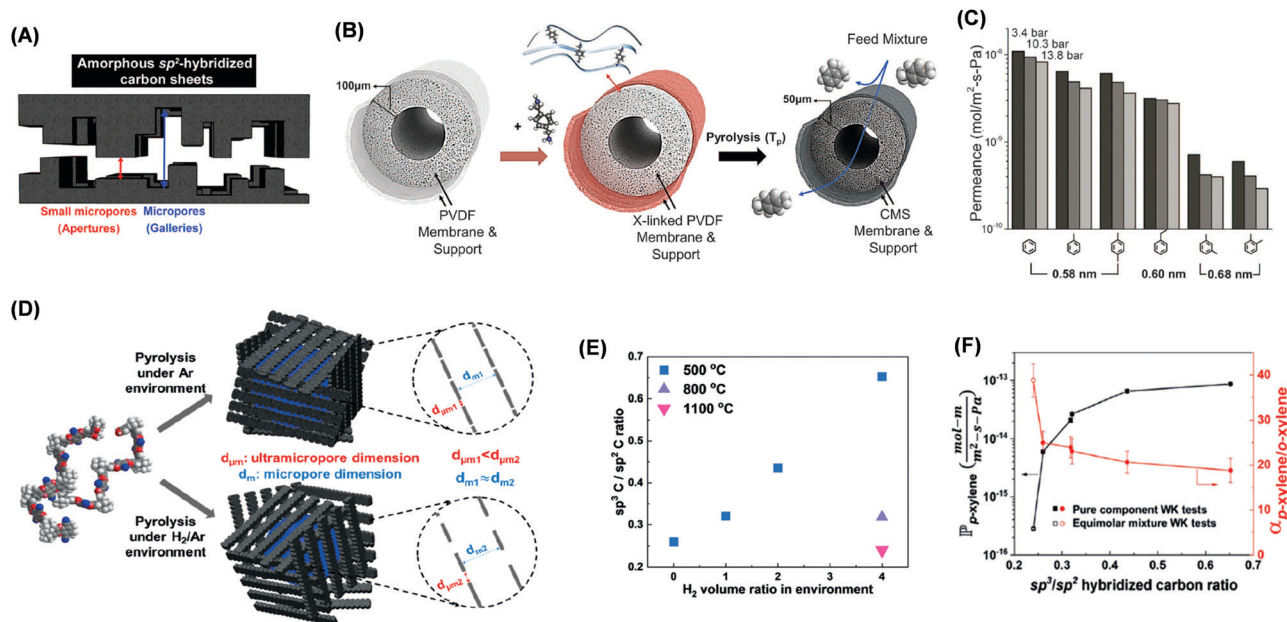 (A)
Amorphous sp²-hybridized
carbon sheets
Small micropores
(Apertures)
Micropores
(Galleries)
(B)
100μm
PVDF
Membrane &
Support
+
X-linked PVDF
Membrane &
Support
Pyrolysis (Tp)
Feed Mixture
50μm
CMS
Membrane &
Support
(C)
Permeance (mol/m²-s-Pa)
10⁻⁸
10⁻⁹
10⁻¹⁰
3.4 bar
10.3 bar
13.8 bar
0.58 nm
0.60 nm
0.68 nm
(D)
Pyrolysis
under Ar
environment
Pyrolysis
under H₂/Ar
environment
dμm: ultramicropore dimension
dm: micropore dimension
dμm1<dμm2
dm1≈dm2
dm1
dμm1
dm2
dμm2
(E)
sp³ C / sp² C ratio
0.7
0.6
0.5
0.4
0.3
0.2
500 °C
800 °C
1100 °C
0 1 2 3 4
H₂ volume ratio in environment
(F)
ℙp-xylene (mol−m / m²−s−Pa)
10⁻¹³
10⁻¹⁴
10⁻¹⁵
10⁻¹⁶
Pure component WK tests
Equimolar mixture WK tests
0.2 0.3 0.4 0.5 0.6 0.7
sp³/sp² hybridized carbon ratio
40
30
20
10
0
αp-xylene/o-xylene